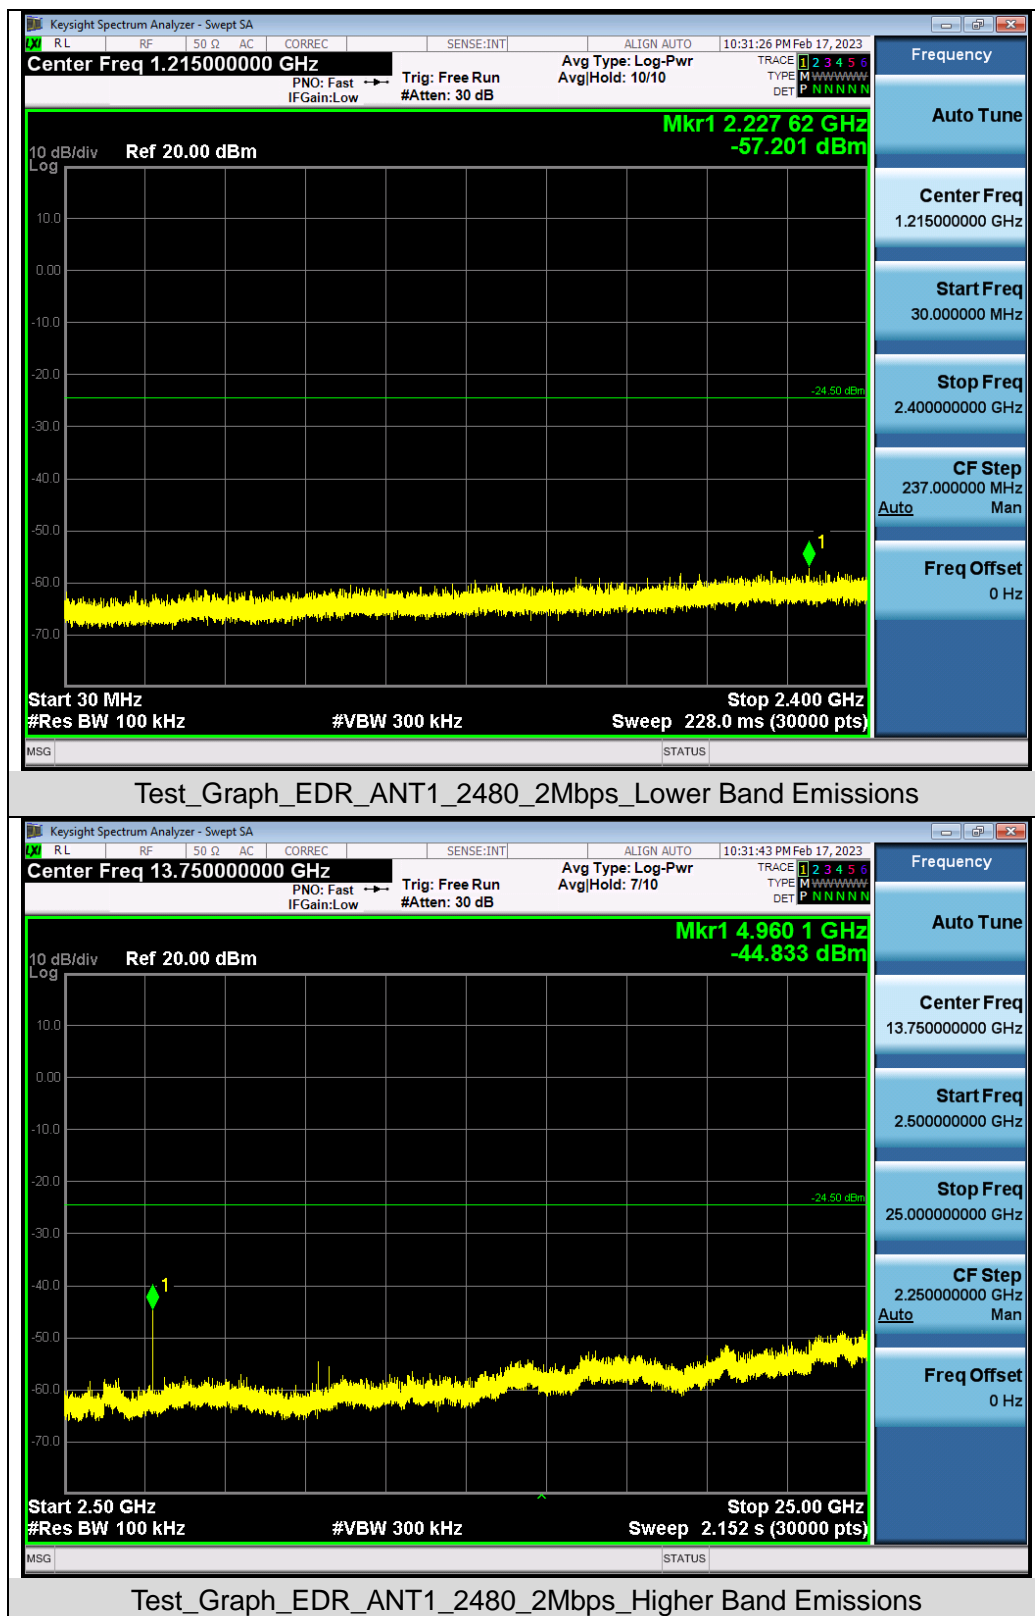 Keysight Spectrum Analyzer - Swept SA
LXI RL RF 50 Ω AC CORREC SENSE:INT ALIGN AUTO 10:31:26 PM Feb 17, 2023
Center Freq 1.215000000 GHz
PNO: Fast
IFGain:Low
Trig: Free Run
#Atten: 30 dB
Avg Type: Log-Pwr
Avg|Hold: 10/10
TRACE 1 2 3 4 5 6
TYPE M WWWWW
DET P N N N N N
Mkr1 2.227 62 GHz
-57.201 dBm
10 dB/div Ref 20.00 dBm
Log
10.0
0.00
-10.0
-20.0
-24.50 dBm
-30.0
-40.0
-50.0
1
-60.0
-70.0
Start 30 MHz Stop 2.400 GHz
#Res BW 100 kHz #VBW 300 kHz Sweep 228.0 ms (30000 pts)
MSG STATUS
Frequency
Auto Tune
Center Freq
1.215000000 GHz
Start Freq
30.000000 MHz
Stop Freq
2.400000000 GHz
CF Step
237.000000 MHz
Auto Man
Freq Offset
0 Hz
Test_Graph_EDR_ANT1_2480_2Mbps_Lower Band Emissions
Keysight Spectrum Analyzer - Swept SA
LXI RL RF 50 Ω AC CORREC SENSE:INT ALIGN AUTO 10:31:43 PM Feb 17, 2023
Center Freq 13.750000000 GHz
PNO: Fast
IFGain:Low
Trig: Free Run
#Atten: 30 dB
Avg Type: Log-Pwr
Avg|Hold: 7/10
TRACE 1 2 3 4 5 6
TYPE M WWWWW
DET P N N N N N
Mkr1 4.960 1 GHz
-44.833 dBm
10 dB/div Ref 20.00 dBm
Log
10.0
0.00
-10.0
-20.0
-24.50 dBm
-30.0
-40.0
1
-50.0
-60.0
-70.0
Start 2.50 GHz Stop 25.00 GHz
#Res BW 100 kHz #VBW 300 kHz Sweep 2.152 s (30000 pts)
MSG STATUS
Frequency
Auto Tune
Center Freq
13.750000000 GHz
Start Freq
2.500000000 GHz
Stop Freq
25.000000000 GHz
CF Step
2.250000000 GHz
Auto Man
Freq Offset
0 Hz
Test_Graph_EDR_ANT1_2480_2Mbps_Higher Band Emissions